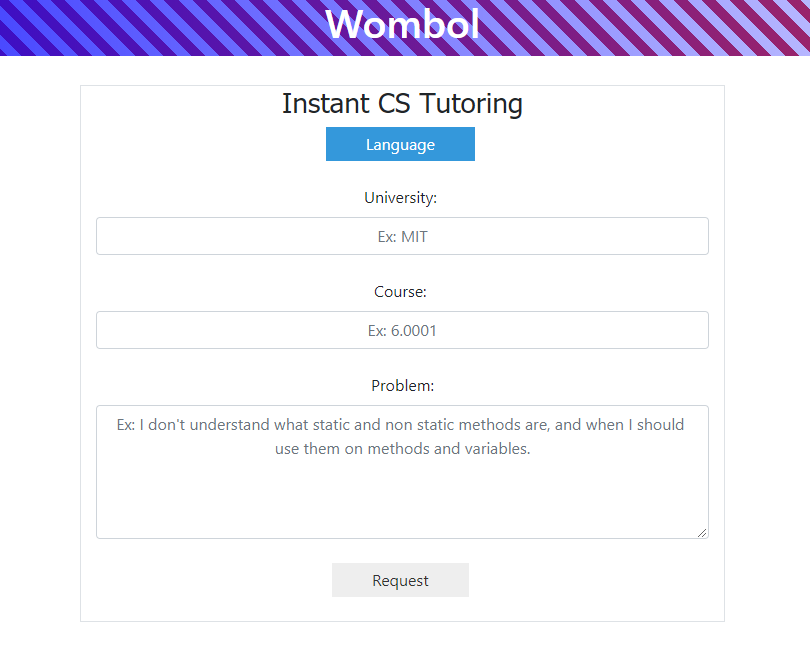 Wombol
Instant CS Tutoring
Language
University:
Ex: MIT
Course:
Ex: 6.0001
Problem:
Ex: I don't understand what static and non static methods are, and when I should
use them on methods and variables.
Request